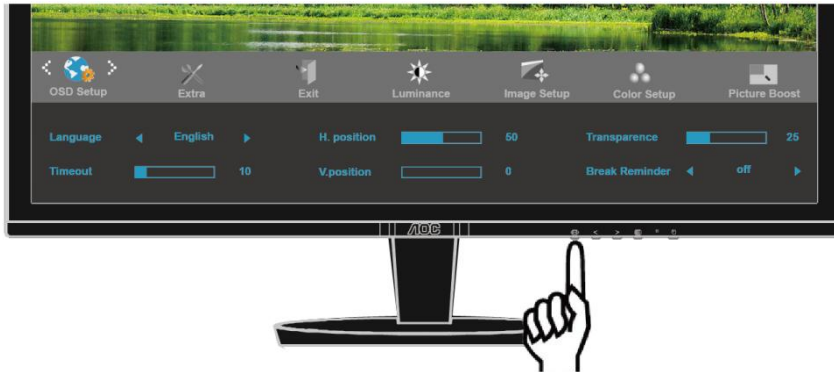 OSD Setup Extra Exit Luminance Image Setup Color Setup Picture Boost
Language English H. position 50 Transparence 25
Timeout 10 V.position 0 Break Reminder off
AOC